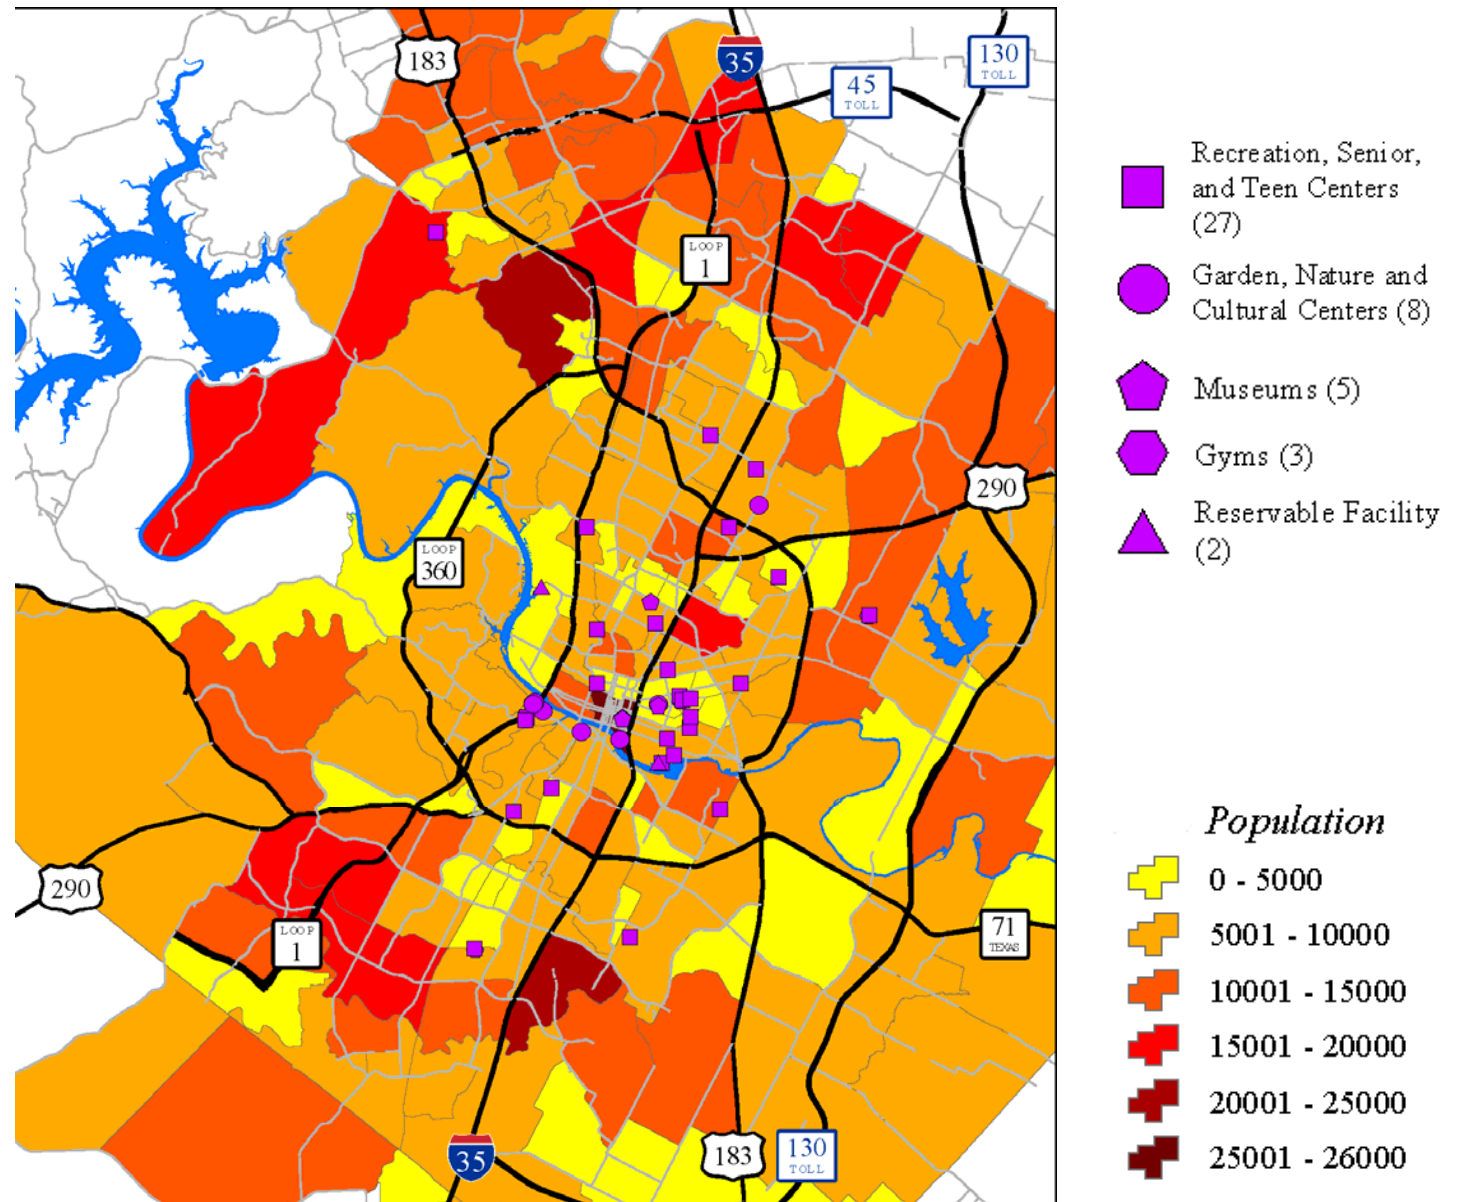 183
35
45
TOLL
130
TOLL
LOOP
1
290
LOOP
360
290
LOOP
1
71
TEXAS
35
183
130
TOLL
Recreation, Senior,
and Teen Centers
(27)
Garden, Nature and
Cultural Centers (8)
Museums (5)
Gyms (3)
Reservable Facility
(2)
Population
0 - 5000
5001 - 10000
10001 - 15000
15001 - 20000
20001 - 25000
25001 - 26000